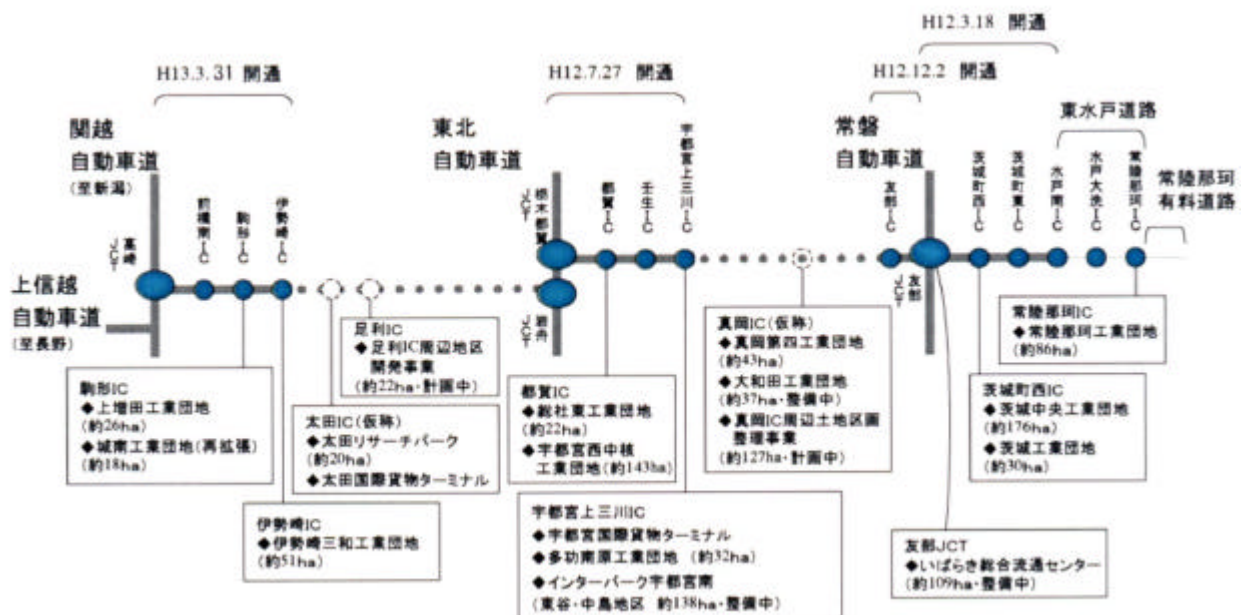 H12.3.18 開通
H13.3.31 開通
H12.7.27 開通
H12.12.2 開通
東水戸道路
関越
自動車道
(至新潟)
東北
自動車道
常磐
自動車道
常陸那珂
有料道路
上信越
自動車道
(至長野)
高崎JCT
前橋南IC
駒形IC
伊勢崎IC
栃木都賀JCT
岩舟JCT
都賀IC
壬生IC
宇都宮上三川IC
友部IC
友部JCT
茨城町西IC
茨城町東IC
水戸南IC
水戸大洗IC
常陸那珂IC
駒形IC
◆上増田工業団地
(約26ha)
◆城南工業団地(再拡張)
(約18ha)
伊勢崎IC
◆伊勢崎三和工業団地
(約51ha)
太田IC(仮称)
◆太田リサーチパーク
(約20ha)
◆太田国際貨物ターミナル
足利IC
◆足利IC周辺地区
開発事業
(約22ha・計画中)
都賀IC
◆総社東工業団地
(約22ha)
◆宇都宮西中核
工業団地(約143ha)
宇都宮上三川IC
◆宇都宮国際貨物ターミナル
◆多功南原工業団地 (約32ha)
◆インターパーク宇都宮南
(東谷・中島地区 約138ha・整備中)
真岡IC(仮称)
◆真岡第四工業団地
(約43ha)
◆大和田工業団地
(約37ha・整備中)
◆真岡IC周辺土地区画
整理事業
(約127ha・計画中)
友部JCT
◆いばらき総合流通センター
(約109ha・整備中)
茨城町西IC
◆茨城中央工業団地
(約176ha)
◆茨城工業団地
(約30ha)
常陸那珂IC
◆常陸那珂工業団地
(約86ha)